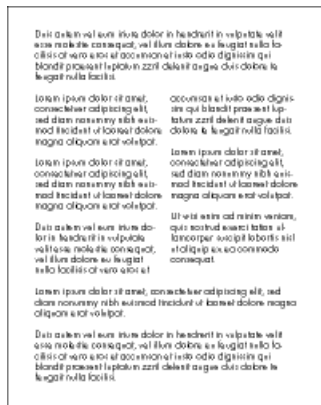 Duis autem vel eum iriure dolor in hendrerit in vulputate velit
esse molestie consequat, vel illum dolore eu feugiat nulla fa-
cilisis at vero eros et accumsan et iusto odio dignissim qui
blandit praesent luptatum zzril delenit augue duis dolore te
feugait nulla facilisi.
Lorem ipsum dolor sit amet,
consectetuer adipiscing elit,
sed diam nonummy nibh euis-
mod tincidunt ut laoreet dolore
magna aliquam erat volutpat.
Lorem ipsum dolor sit amet,
consectetuer adipiscing elit,
sed diam nonummy nibh euis-
mod tincidunt ut laoreet dolore
magna aliquam erat volutpat.
Duis autem vel eum iriure do-
lor in hendrerit in vulputate
velit esse molestie consequat,
vel illum dolore eu feugiat
nulla facilisis at vero eros et
accumsan et iusto odio dignis-
sim qui blandit praesent lup-
tatum zzril delenit augue duis
dolore te feugait nulla facilisi.
Lorem ipsum dolor sit amet,
consectetuer adipiscing elit,
sed diam nonummy nibh euis-
mod tincidunt ut laoreet dolore
magna aliquam erat volutpat.
Ut wisi enim ad minim veniam,
quis nostrud exerci tation ul-
lamcorper suscipit lobortis nisl
ut aliquip ex ea commodo
consequat.
Lorem ipsum dolor sit amet, consectetuer adipiscing elit, sed
diam nonummy nibh euismod tincidunt ut laoreet dolore magna
aliquam erat volutpat.
Duis autem vel eum iriure dolor in hendrerit in vulputate velit
esse molestie consequat, vel illum dolore eu feugiat nulla fa-
cilisis at vero eros et accumsan et iusto odio dignissim qui
blandit praesent luptatum zzril delenit augue duis dolore te
feugait nulla facilisi.